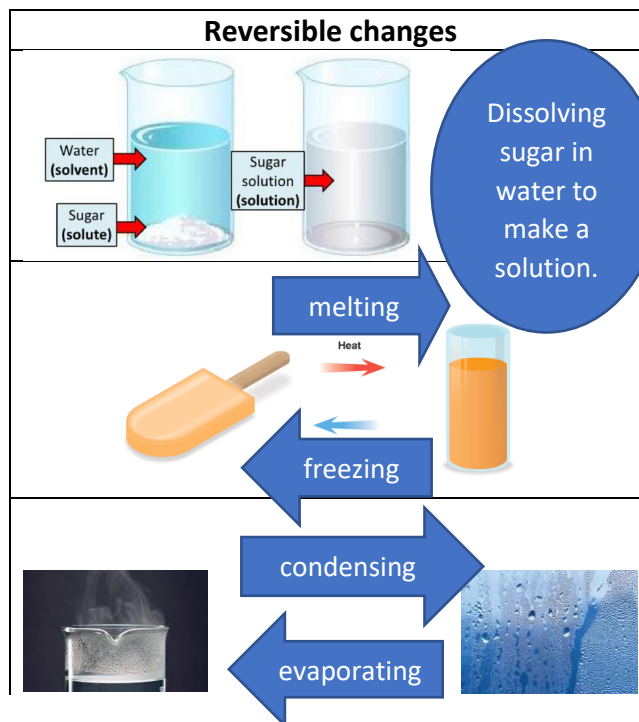 Reversible changes
Water
(solvent)
Sugar
(solute)
Sugar
solution
(solution)
Dissolving
sugar in
water to
make a
solution.
melting
Heat
freezing
condensing
evaporating